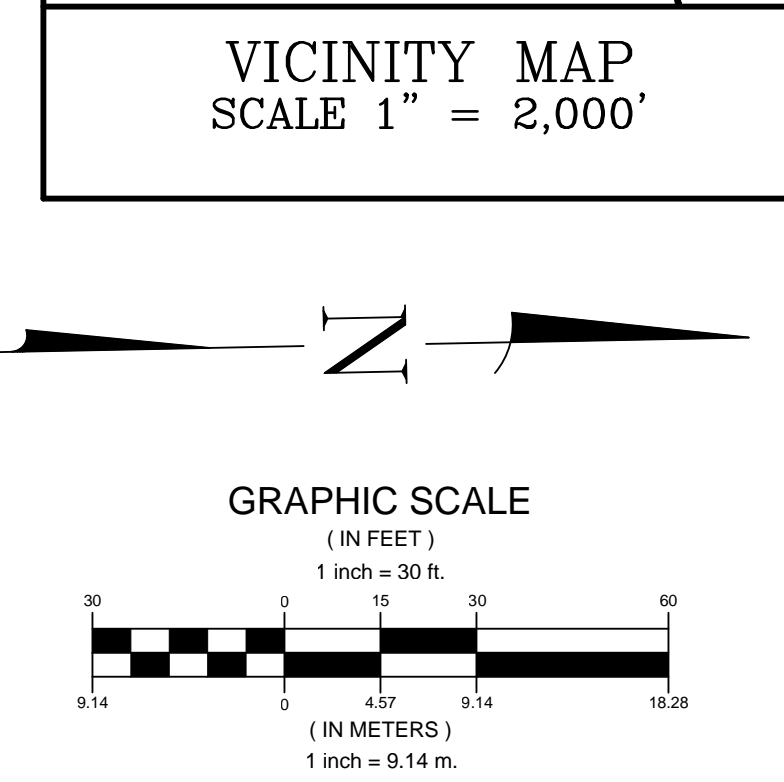 VICINITY MAP
SCALE 1" = 2,000'
N
GRAPHIC SCALE
( IN FEET )
1 inch = 30 ft.
30 0 15 30 60
9.14 0 4.57 9.14 18.28
( IN METERS )
1 inch = 9.14 m.